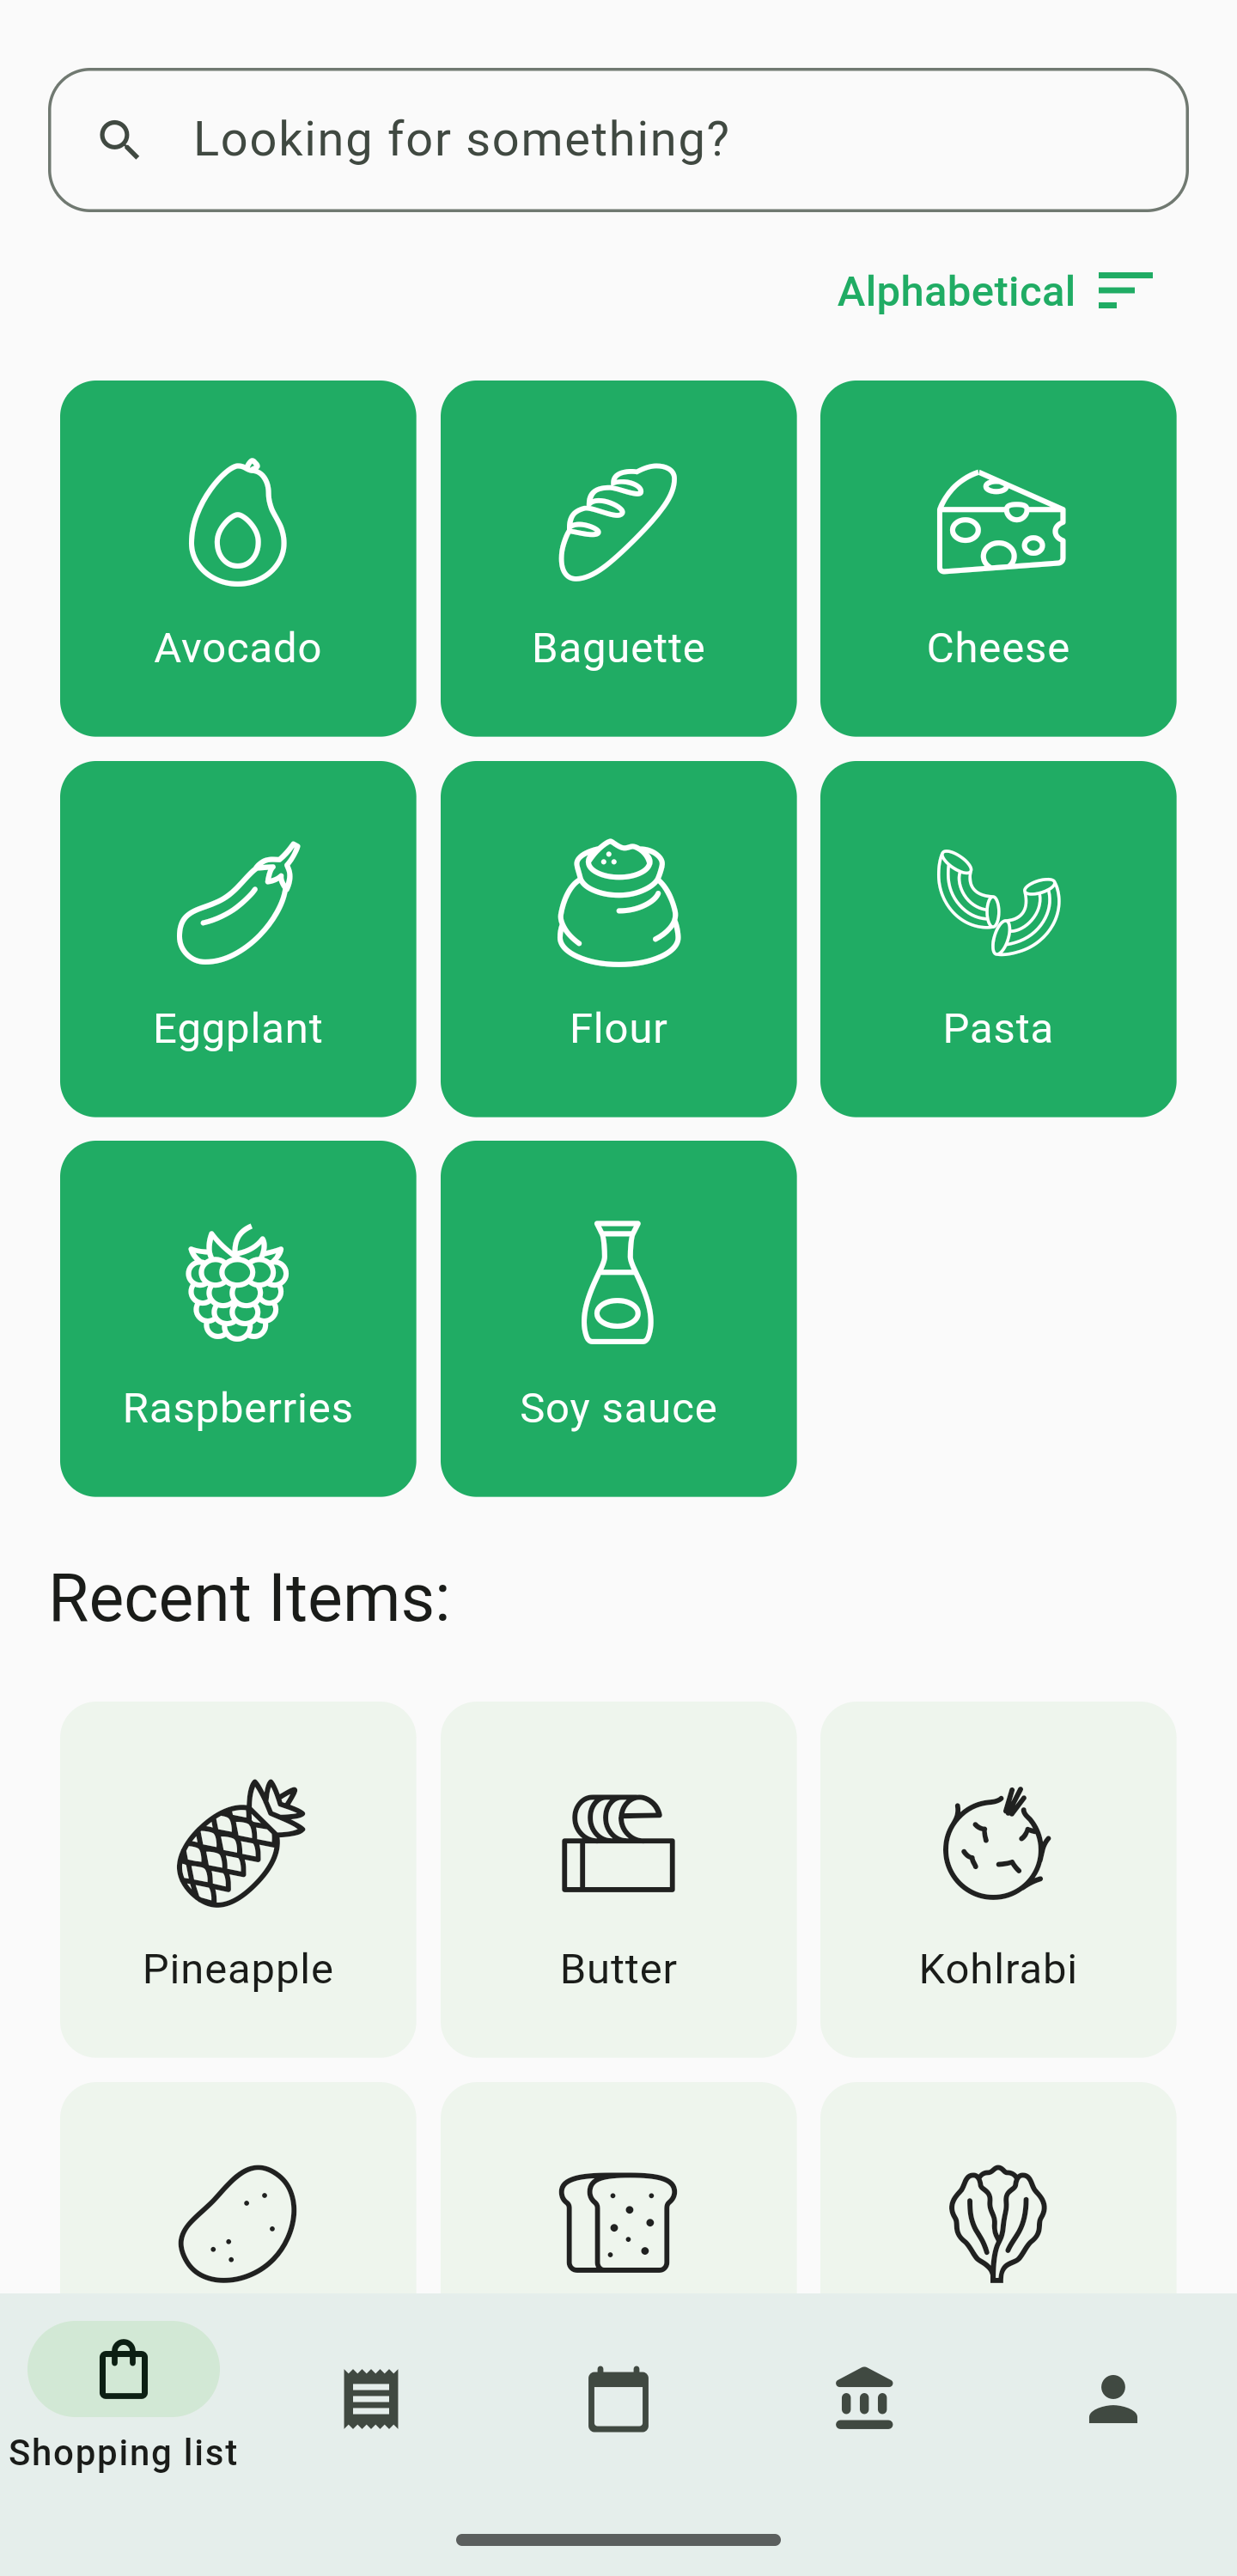 Looking for something?
Alphabetical
Avocado
Baguette
Cheese
Eggplant
Flour
Pasta
Raspberries
Soy sauce
Recent Items:
Pineapple
Butter
Kohlrabi
Shopping list